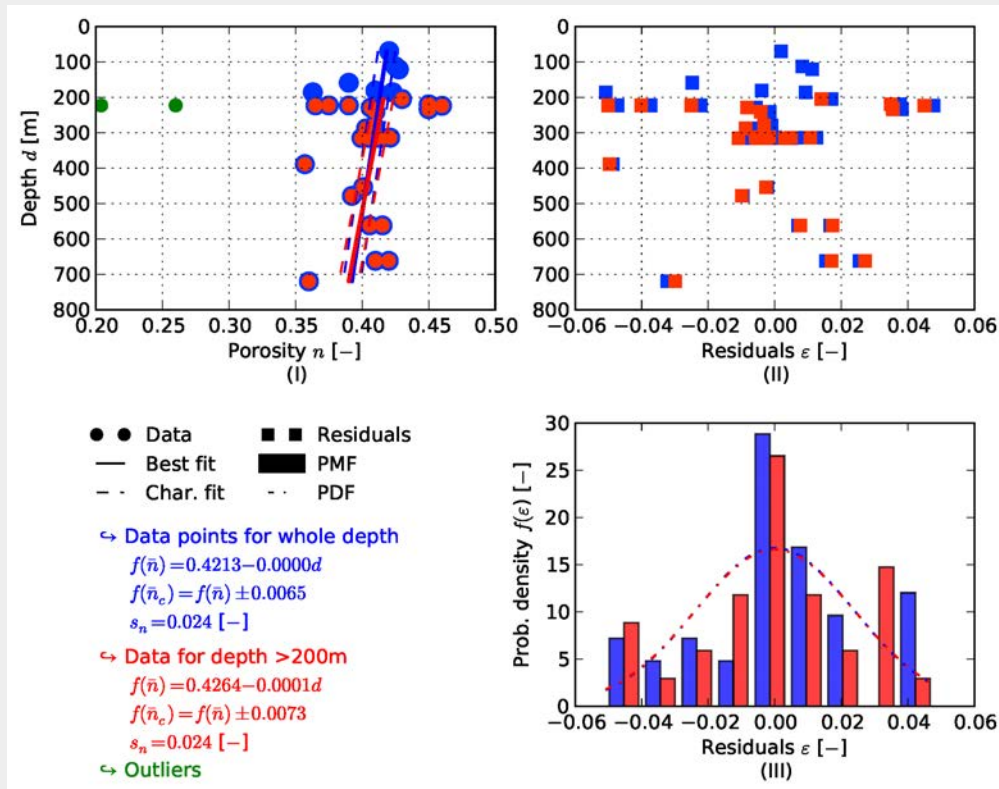 0
100
200
300
400
500
600
700
800
Depth d [m]
0.20 0.25 0.30 0.35 0.40 0.45 0.50
Porosity n [−]
(I)
0
100
200
300
400
500
600
700
800
−0.06 −0.04 −0.02 0.00 0.02 0.04 0.06
Residuals ε [−]
(II)
Data
Residuals
Best fit
PMF
Char. fit
PDF
↪ Data points for whole depth
f(n̄)=0.4213−0.0000d
f(n̄c)=f(n̄)±0.0065
sn=0.024 [−]
↪ Data for depth >200m
f(n̄)=0.4264−0.0001d
f(n̄c)=f(n̄)±0.0073
sn=0.024 [−]
↪ Outliers
30
25
20
15
10
5
0
Prob. density f(ε) [−]
−0.06 −0.04 −0.02 0.00 0.02 0.04 0.06
Residuals ε [−]
(III)